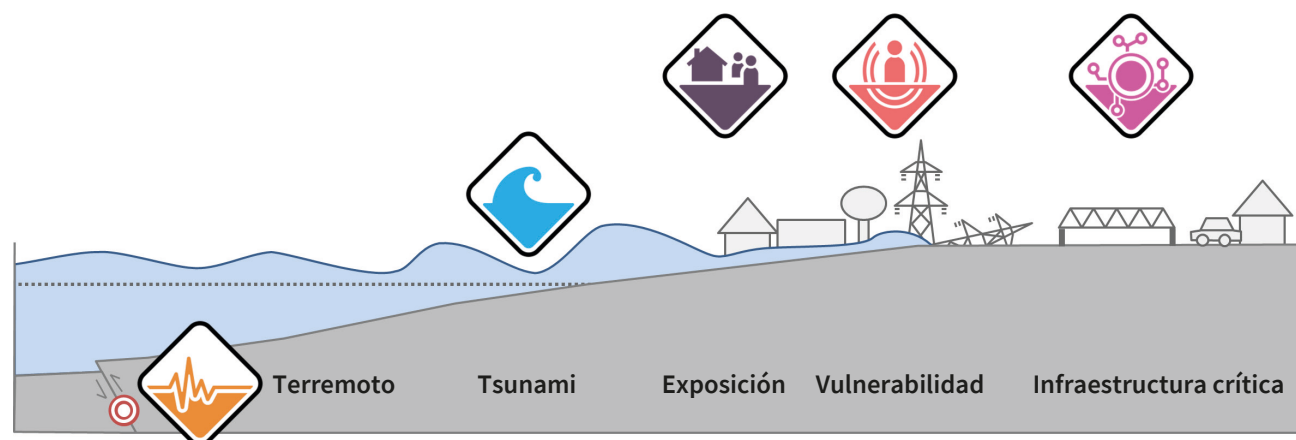 Terremoto
Tsunami
Exposición
Vulnerabilidad
Infraestructura crítica